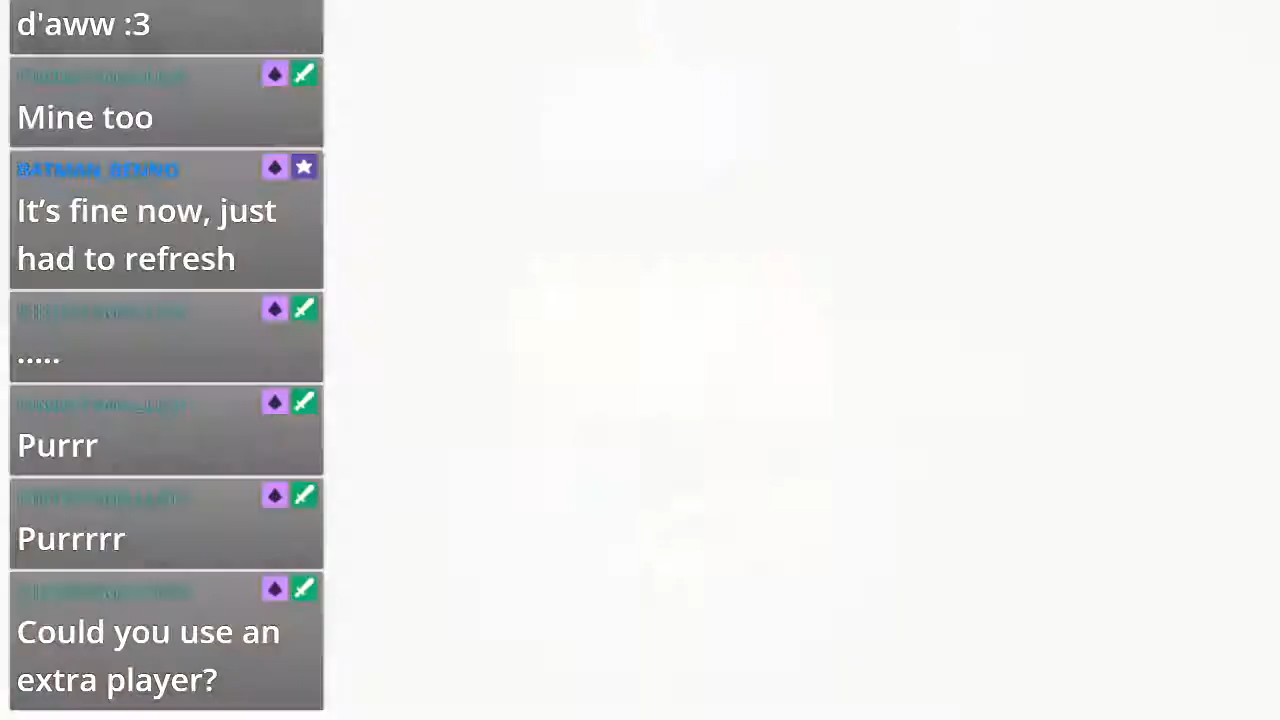 d'aww :3
Mine too
BATMAN_BENNO
It’s fine now, just
had to refresh
.....
Purrr
Purrrrr
Could you use an
extra player?